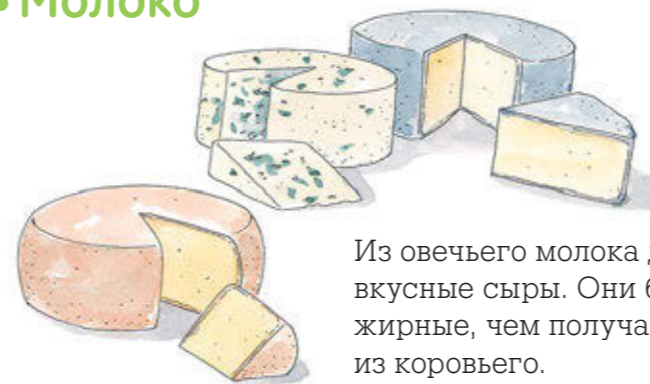 • Молоко
Из овечьего молока
вкусные сыры. Они
жирные, чем
из коровьего.